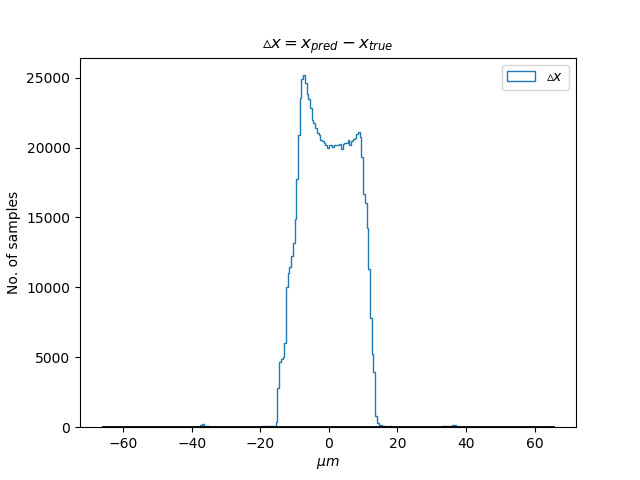 ▵x = x_pred − x_true
▵x
25000
20000
15000
10000
5000
0
No. of samples
−60 −40 −20 0 20 40 60
μm